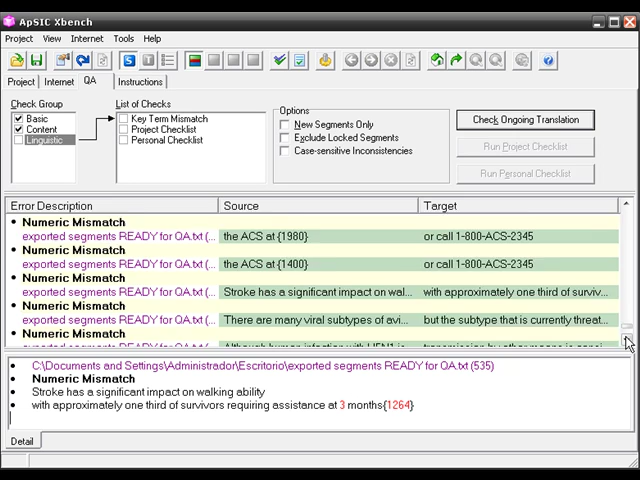 ApSIC Xbench
Project View Internet Tools Help
Project Internet QA Instructions
Check Group List of Checks Options
Basic
Content
Linguistic
Key Term Mismatch
Project Checklist
Personal Checklist
New Segments Only
Exclude Locked Segments
Case-sensitive Inconsistencies
Check Ongoing Translation
Run Project Checklist
Run Personal Checklist
Error Description Source Target
Numeric Mismatch
exported segments READY for QA.txt (... the ACS at {1980} or call 1-800-ACS-2345
Numeric Mismatch
exported segments READY for QA.txt (... the ACS at {1400} or call 1-800-ACS-2345
Numeric Mismatch
exported segments READY for QA.txt (... Stroke has a significant impact on wal... with approximately one third of surviv...
Numeric Mismatch
exported segments READY for QA.txt (... There are many viral subtypes of avi... but the subtype that is currently threat...
Numeric Mismatch
C:\Documents and Settings\Administrador\Escritorio\exported segments READY for QA.txt (535)
Numeric Mismatch
Stroke has a significant impact on walking ability
with approximately one third of survivors requiring assistance at 3 months{1264}
Detail